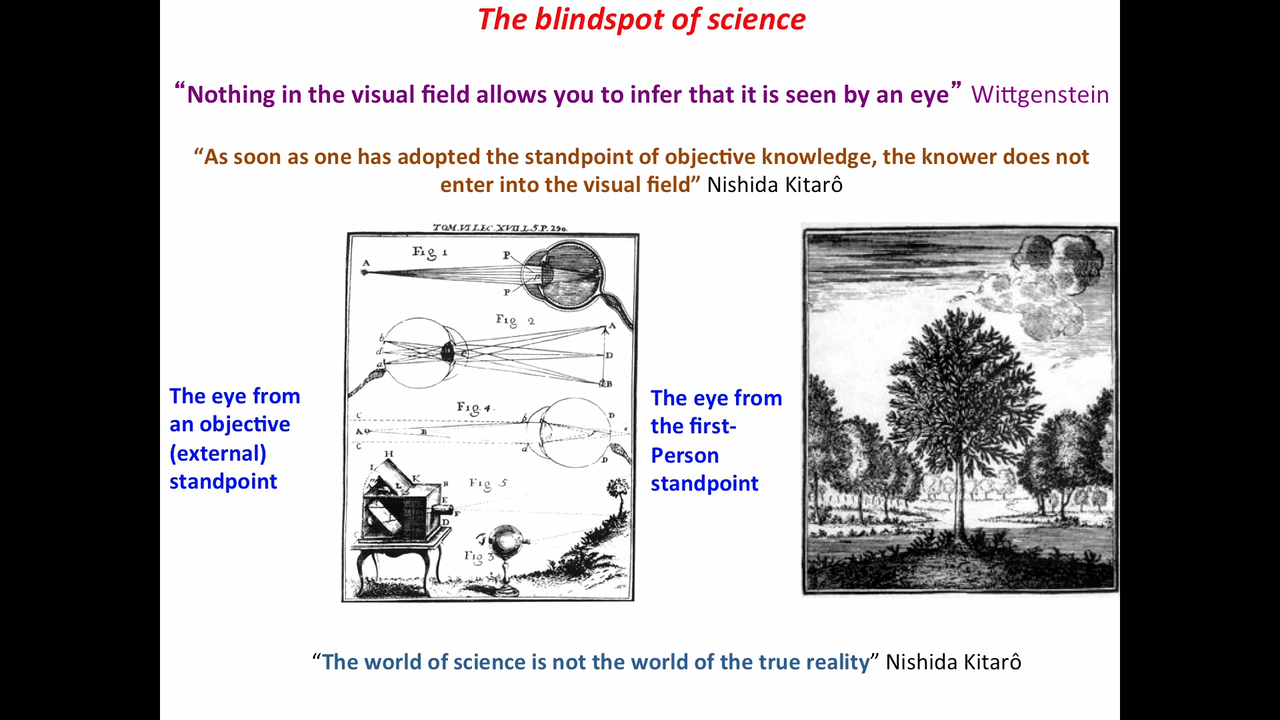 The blindspot of science
“Nothing in the visual field allows you to infer that it is seen by an eye” Wittgenstein
“As soon as one has adopted the standpoint of objective knowledge, the knower does not
enter into the visual field” Nishida Kitarô
TOM. VI LEC. XVII. L. 5. P. 290.
Fig 1
A
P
P
Fig 2
A
b
d
a
D
B
The eye from
an objective
(external)
standpoint
Fig. 4.
C
A
B
C
b
a
D
D
H
I
L
K
B
E
F
D
Fig 5
Fig 3
The eye from
the first-
Person
standpoint
“The world of science is not the world of the true reality” Nishida Kitarô